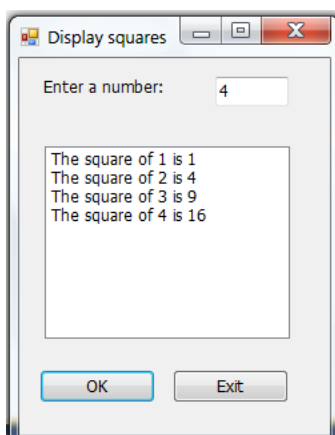 Display squares
Enter a number: 4
The square of 1 is 1
The square of 2 is 4
The square of 3 is 9
The square of 4 is 16
OK Exit